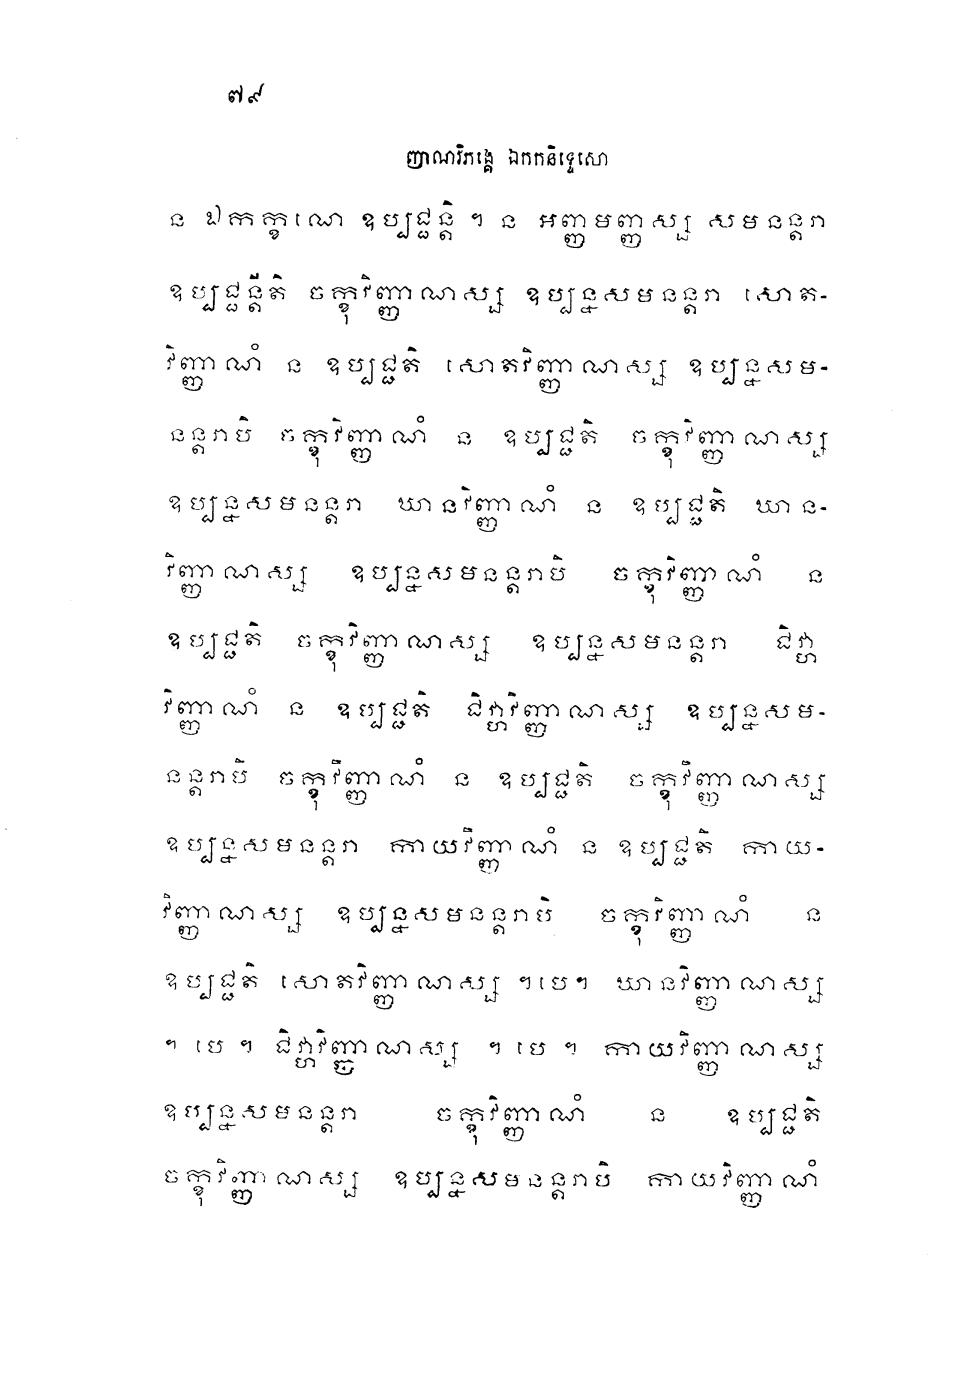 ៧៩
ញាណវិភង្គេ ឯកកនិទ្ទេសោ
ន ឯកក្ខណេ ឧប្បជ្ជន្តិ ។ ន អញ្ញមញ្ញស្ស សមនន្តរា
ឧប្បជ្ជន្តីតិ ចក្ខុវិញ្ញាណស្ស ឧប្បន្នសមនន្តរា សោត-
វិញ្ញាណំ ន ឧប្បជ្ជតិ សោតវិញ្ញាណស្ស ឧប្បន្នសម-
នន្តរាបិ ចក្ខុវិញ្ញាណំ ន ឧប្បជ្ជតិ ចក្ខុវិញ្ញាណស្ស
ឧប្បន្នសមនន្តរា ឃានវិញ្ញាណំ ន ឧប្បជ្ជតិ ឃាន-
វិញ្ញាណស្ស ឧប្បន្នសមនន្តរាបិ ចក្ខុវិញ្ញាណំ ន
ឧប្បជ្ជតិ ចក្ខុវិញ្ញាណស្ស ឧប្បន្នសមនន្តរា ជិវ្ហា
វិញ្ញាណំ ន ឧប្បជ្ជតិ ជិវ្ហាវិញ្ញាណស្ស ឧប្បន្នសម-
នន្តរាបិ ចក្ខុវិញ្ញាណំ ន ឧប្បជ្ជតិ ចក្ខុវិញ្ញាណស្ស
ឧប្បន្នសមនន្តរា កាយវិញ្ញាណំ ន ឧប្បជ្ជតិ កាយ-
វិញ្ញាណស្ស ឧប្បន្នសមនន្តរាបិ ចក្ខុវិញ្ញាណំ ន
ឧប្បជ្ជតិ សោតវិញ្ញាណស្ស ។បេ។ ឃានវិញ្ញាណស្ស
។ បេ ។ ជិវ្ហាវិញ្ញាណស្ស ។ បេ ។ កាយវិញ្ញាណស្ស
ឧប្បន្នសមនន្តរា ចក្ខុវិញ្ញាណំ ន ឧប្បជ្ជតិ
ចក្ខុវិញ្ញាណស្ស ឧប្បន្នសមនន្តរាបិ កាយវិញ្ញាណំ